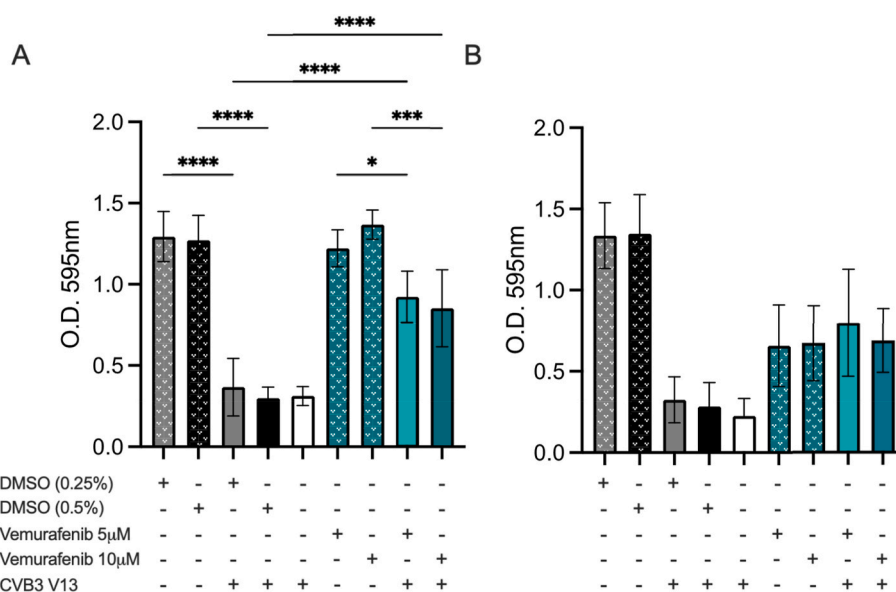 ****
A
****
B
****
***
2.0
2.0
****
*
1.5
1.5
O.D. 595nm
1.0
O.D. 595nm
1.0
0.5
0.5
0.0
0.0
DMSO (0.25%) + - + - - - - - - + - + - - - - - -
DMSO (0.5%) - + - + - - - - - - + - + - - - - -
Vemurafenib 5μM - - - - - + - + - - - - - - + - + -
Vemurafenib 10μM - - - - - - + - + - - - - - - + - +
CVB3 V13 - - + + + - - + + - - + + + - - + +